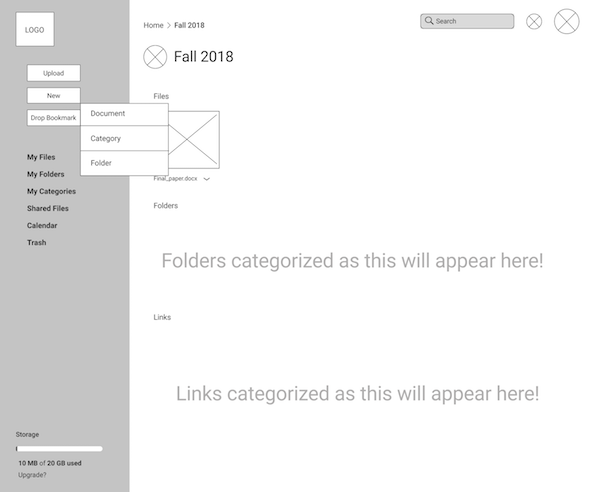 LOGO
Home > Fall 2018
Search
Fall 2018
Upload
New
Drop Bookmark
Document
Category
Folder
My Files
My Folders
My Categories
Shared Files
Calendar
Trash
Files
Final_paper.docx
Folders
Folders categorized as this will appear here!
Links
Links categorized as this will appear here!
Storage
10 MB of 20 GB used
Upgrade?